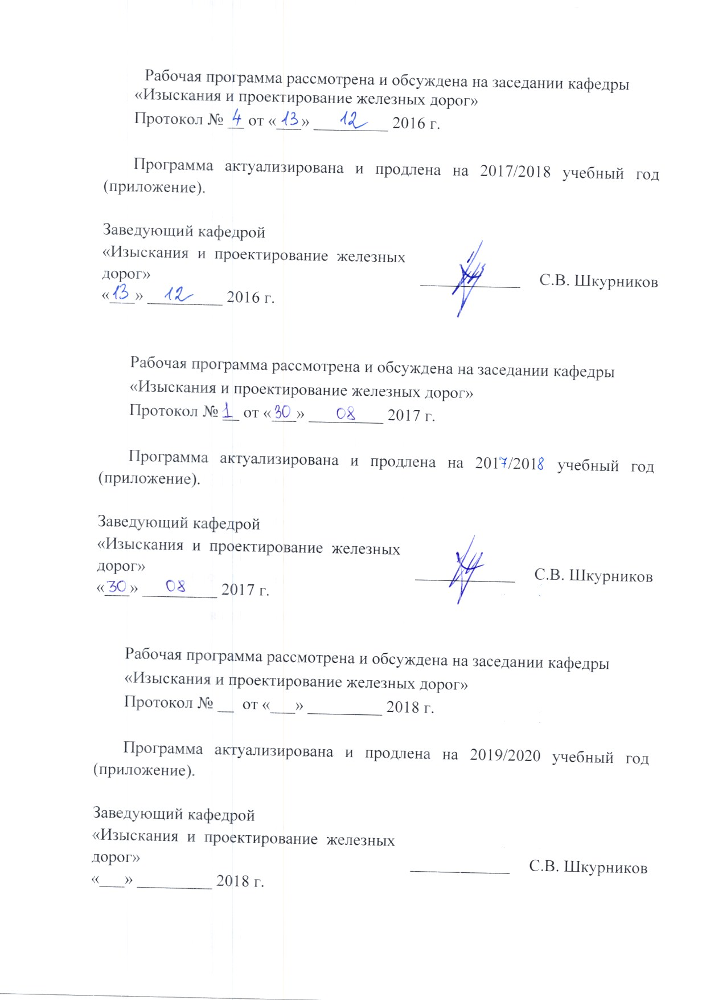 Рабочая программа рассмотрена и обсуждена на заседании кафедры
«Изыскания и проектирование железных дорог»
Протокол № 4 от «13» 12 2016 г.
Программа актуализирована и продлена на 2017/2018 учебный год
(приложение).
Заведующий кафедрой
«Изыскания и проектирование железных
дорог»
С.В. Шкурников
«13» 12 2016 г.
Рабочая программа рассмотрена и обсуждена на заседании кафедры
«Изыскания и проектирование железных дорог»
Протокол № 1 от «30» 08 2017 г.
Программа актуализирована и продлена на 2017/2018 учебный год
(приложение).
Заведующий кафедрой
«Изыскания и проектирование железных
дорог»
С.В. Шкурников
«30» 08 2017 г.
Рабочая программа рассмотрена и обсуждена на заседании кафедры
«Изыскания и проектирование железных дорог»
Протокол № __ от «___» _________ 2018 г.
Программа актуализирована и продлена на 2019/2020 учебный год
(приложение).
Заведующий кафедрой
«Изыскания и проектирование железных
дорог»
____________ С.В. Шкурников
«___» _________ 2018 г.